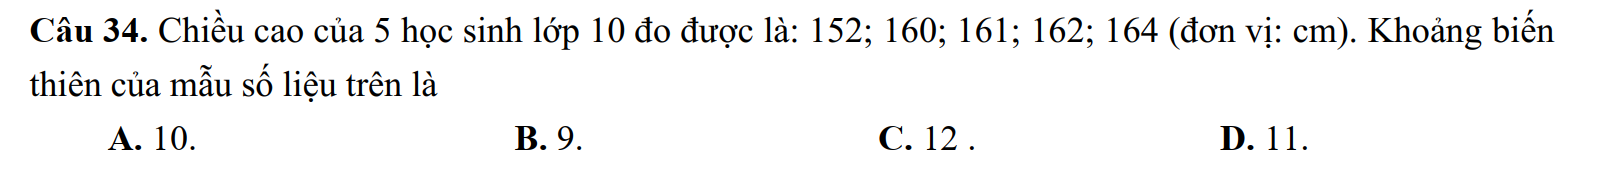 Câu 34. Chiều cao của 5 học sinh lớp 10 đo được là: 152; 160; 161; 162; 164 (đơn vị: cm). Khoảng biến
thiên của mẫu số liệu trên là
A. 10. B. 9. C. 12 . D. 11.